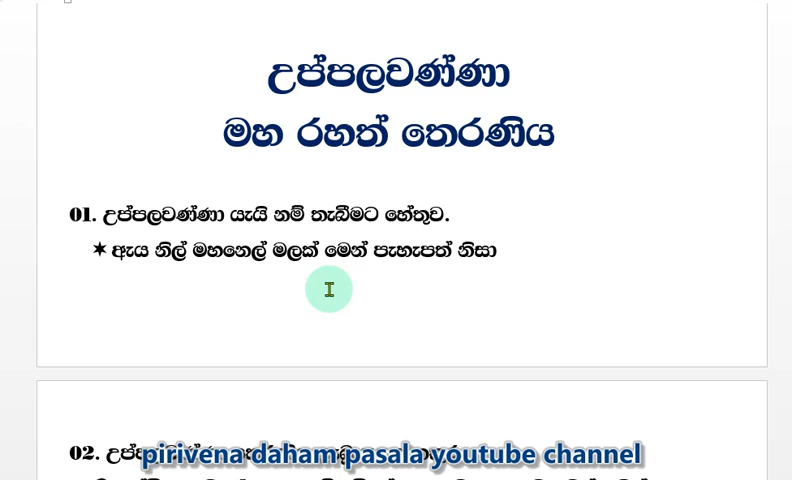 උප්පලවණ්ණා
මහ රහත් තෙරණිය
01. උප්පලවණ්ණා යැයි නම් තැබීමට හේතුව.
✶ ඇය නිල් මහනෙල් මලක් මෙන් පැහැපත් නිසා
02.
pirivena daham pasala youtube channel